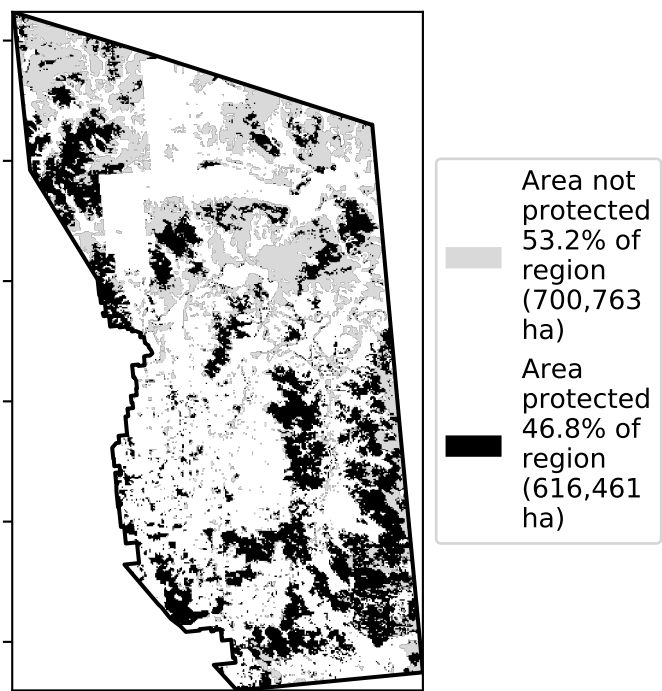 Area not
protected
53.2% of
region
(700,763
ha)
Area
protected
46.8% of
region
(616,461
ha)